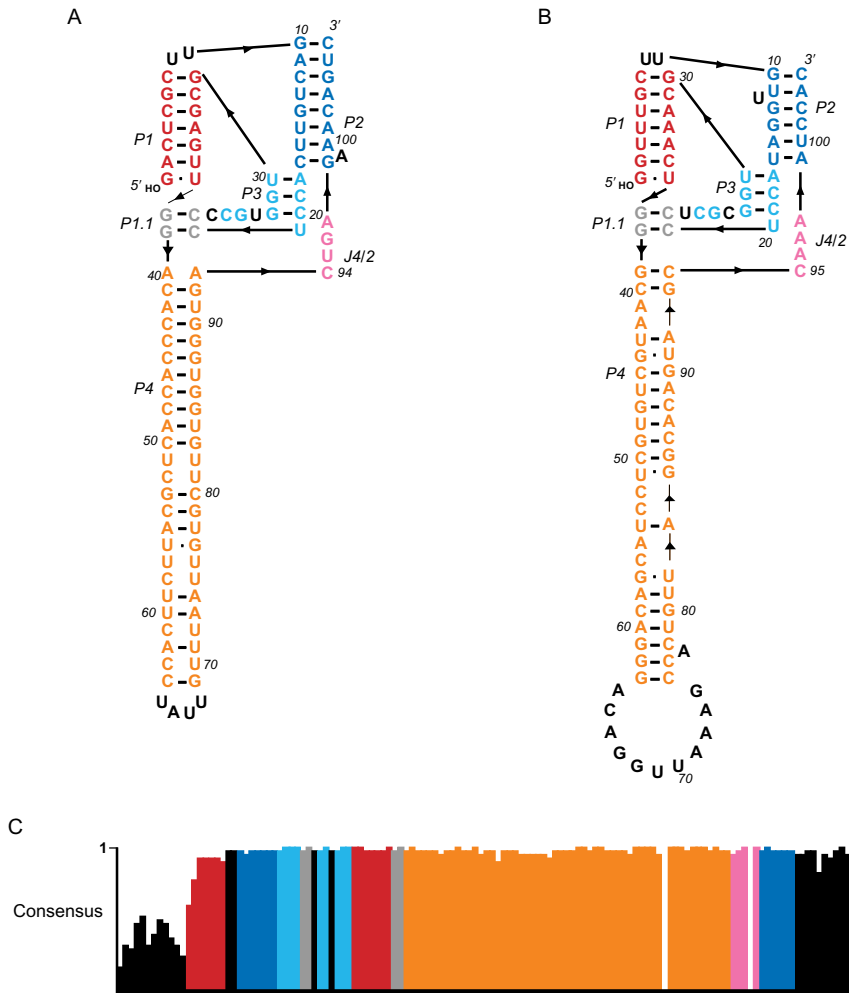 A
U U
10 3′
G C
A U
C G C G
G C U A
C G G C P2
P1 U A U A
C G U A 100
A U C G A
5′ HO G U
30 U A
P3 G C
G C C C G U G C 20 A
P1.1 G C U G
U J4/2
40 A A C 94
C G
A U
C G 90
C G
C G
A U
P4 C G
C G
A U
50 C G
U U
C U
G C 80
C G
A U
U G
U U
C U
U A
60 U A
C U
A U
C U 70
C G
U A U U
B
UU
10 3′
C G 30 G C
G C U U A
P1 U A G C P2
U A G C
U A A U 100
G C U A
5′ HO G U
U A
P3 G C
G C U C G C G C A
P1.1 G C U A
20 A J4/2
G C C 95
40 C G
A
A
U A
G U
P4 C G 90
U A
G C
U A
G C
50 C G
U G
C
C
U A
A
C
G U
A U
C G 80
60 A U
G C A
G C
G C
A G
C A
A A
G A
G U U U
70
C
1
Consensus